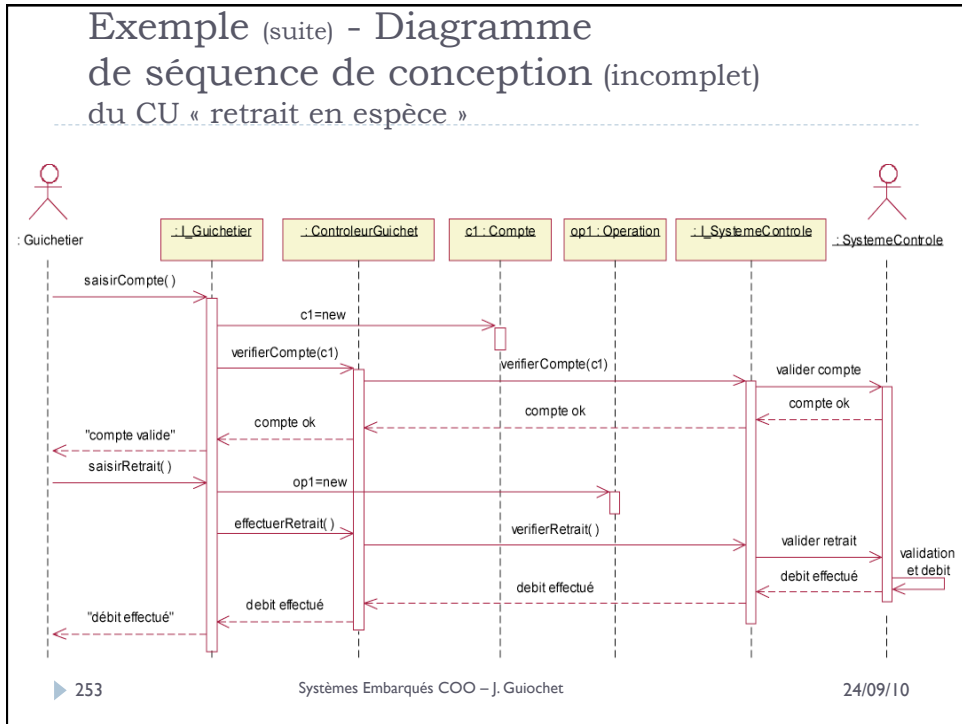 Exemple (suite) - Diagramme
de séquence de conception (incomplet)
du CU « retrait en espèce »
: Guichetier
: I_Guichetier
: ControleurGuichet
c1 : Compte
op1 : Operation
: I_SystemeControle
: SystemeControle
saisirCompte( )
c1=new
verifierCompte(c1)
verifierCompte(c1)
valider compte
compte ok
compte ok
compte ok
"compte valide"
saisirRetrait( )
op1=new
effectuerRetrait( )
verifierRetrait( )
valider retrait
validation
et debit
debit effectué
debit effectué
debit effectué
"débit effectué"
253
Systèmes Embarqués COO – J. Guiochet
24/09/10